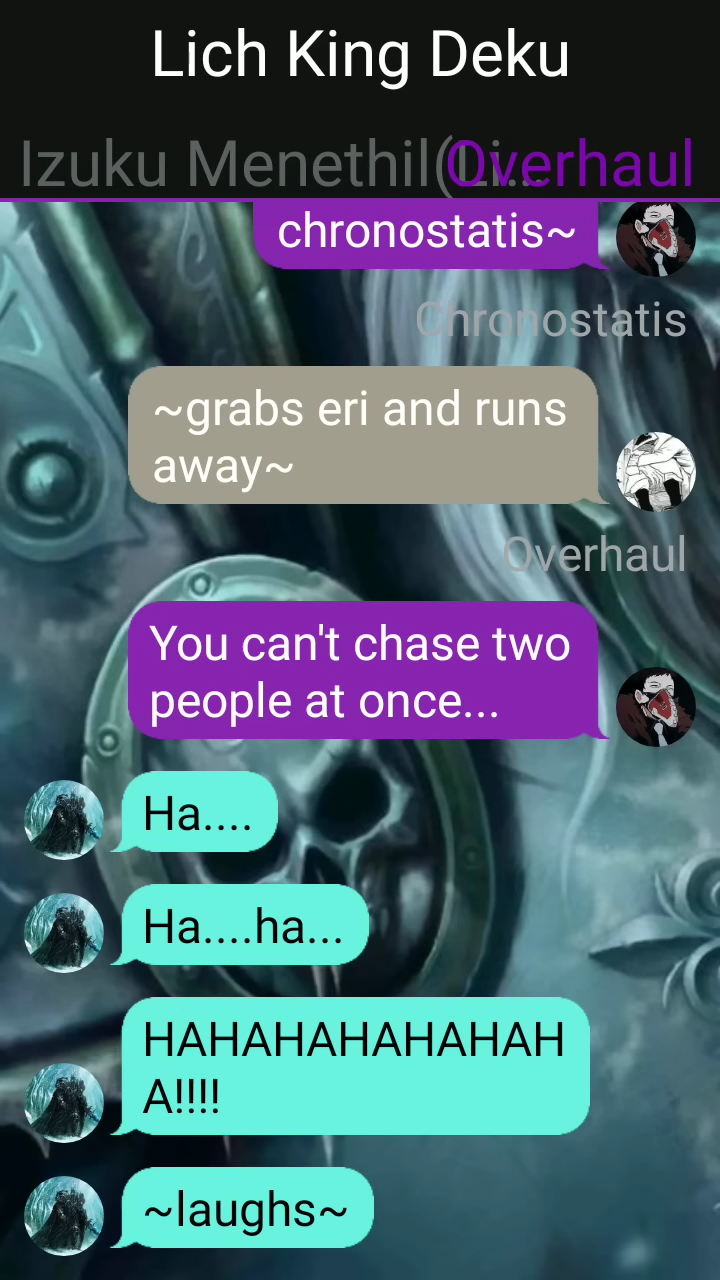 Lich King Deku
Izuku Menethil(Li...
Overhaul
chronostatis~
Chronostatis
~grabs eri and runs
away~
Overhaul
You can't chase two
people at once...
Ha....
Ha....ha...
HAHAHAHAHAHAH
A!!!!
~laughs~